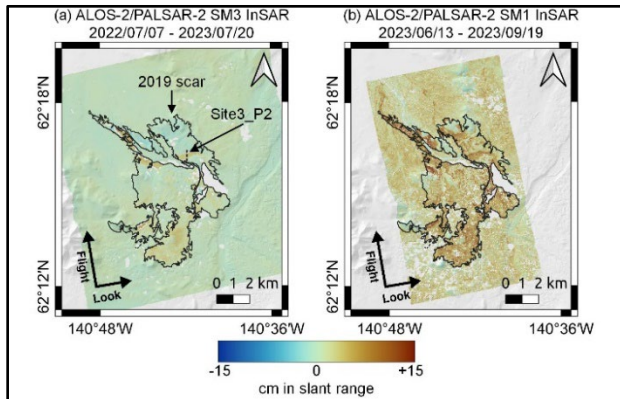 (a) ALOS-2/PALSAR-2 SM3 InSAR
2022/07/07 - 2023/07/20
(b) ALOS-2/PALSAR-2 SM1 InSAR
2023/06/13 - 2023/09/19
62°18'N
62°12'N
2019 scar
Site3_P2
Flight
Look
0 1 2 km
140°48'W
140°36'W
62°18'N
62°12'N
Flight
Look
0 1 2 km
140°48'W
140°36'W
-15
0
+15
cm in slant range